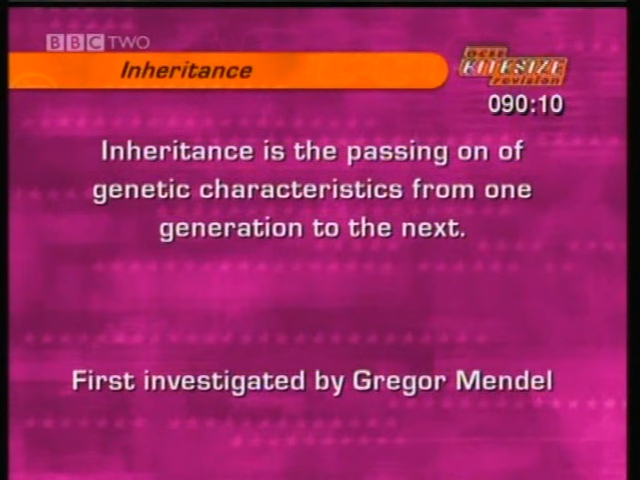 BBC TWO
Inheritance
GCSE
BITESIZE
revision
090:10
Inheritance is the passing on of
genetic characteristics from one
generation to the next.
First investigated by Gregor Mendel